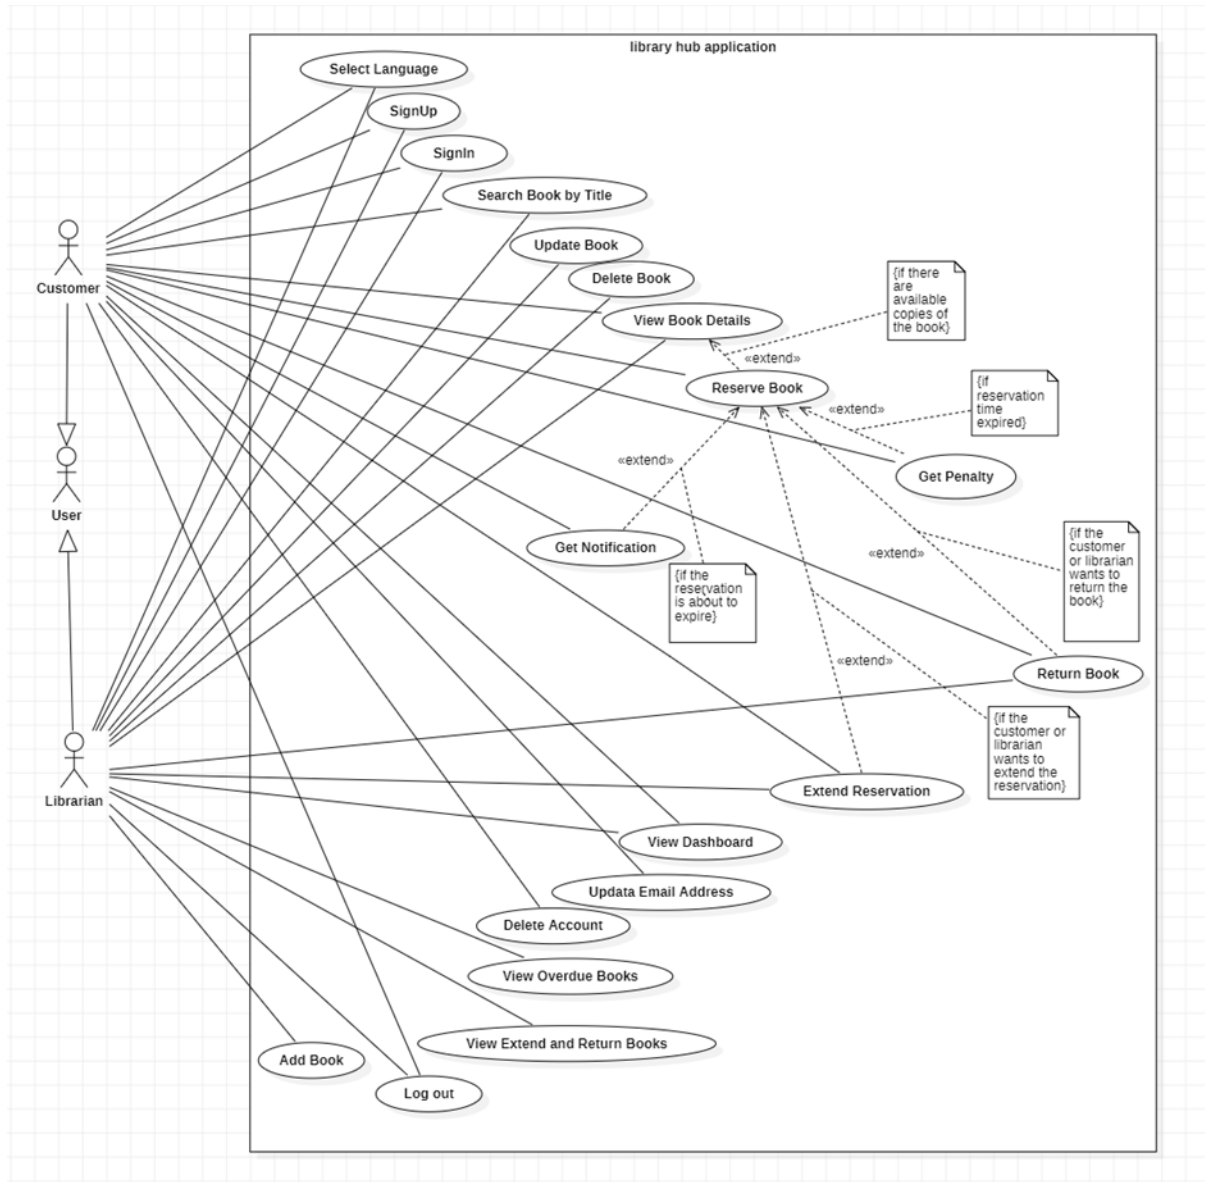 library hub application
Select Language
SignUp
SignIn
Search Book by Title
Update Book
Delete Book
View Book Details
{if there
are
available
copies of
the book}
«extend»
Customer
Reserve Book
{if
reservation
time
expired}
«extend»
«extend»
Get Penalty
User
Get Notification
«extend»
{if the
customer
or librarian
wants to
return the
book}
{if the
reservation
is about to
expire}
«extend»
Return Book
{if the
customer or
librarian
wants to
extend the
reservation}
Librarian
Extend Reservation
View Dashboard
Updata Email Address
Delete Account
View Overdue Books
View Extend and Return Books
Add Book
Log out